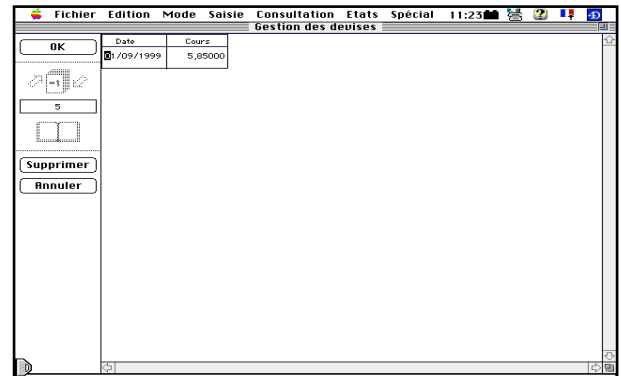 Fichier Edition Mode Saisie Consultation Etats Spécial 11:23
Gestion des devises
OK
Date Cours
01/09/1999 5,85000
5
Supprimer
Annuler